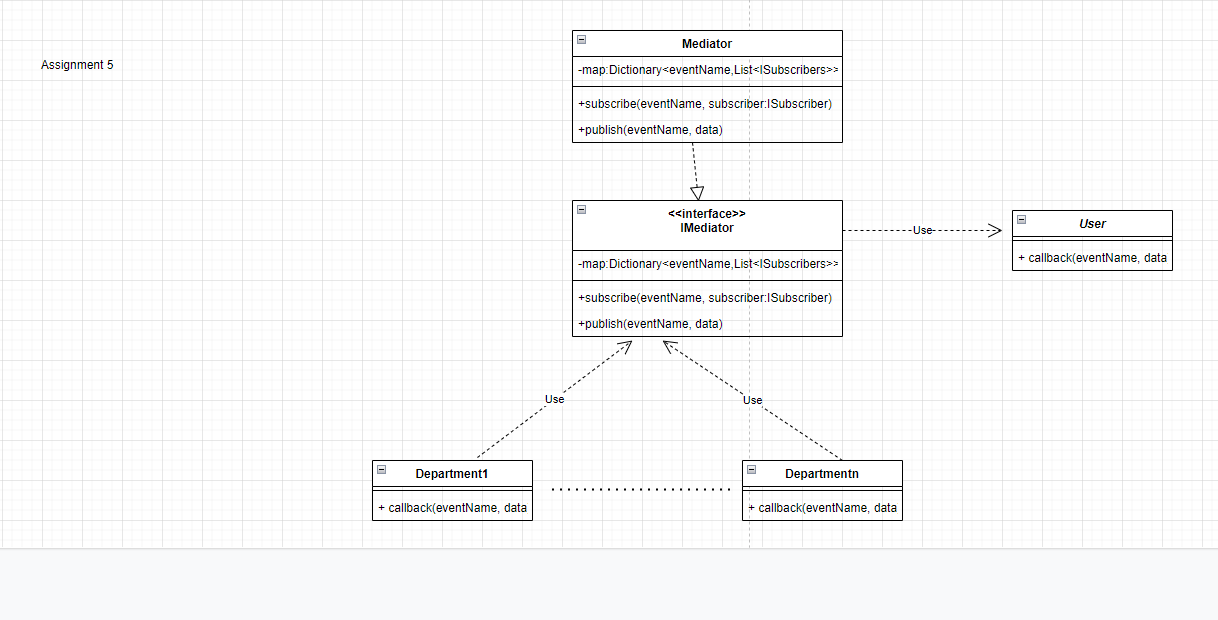 Assignment 5
Mediator
-map:Dictionary<eventName,List<ISubscribers>>
+subscribe(eventName, subscriber:ISubscriber)
+publish(eventName, data)
<<interface>>
IMediator
-map:Dictionary<eventName,List<ISubscribers>>
+subscribe(eventName, subscriber:ISubscriber)
+publish(eventName, data)
Use
User
+ callback(eventName, data
Use
Use
Department1
+ callback(eventName, data
Departmentn
+ callback(eventName, data